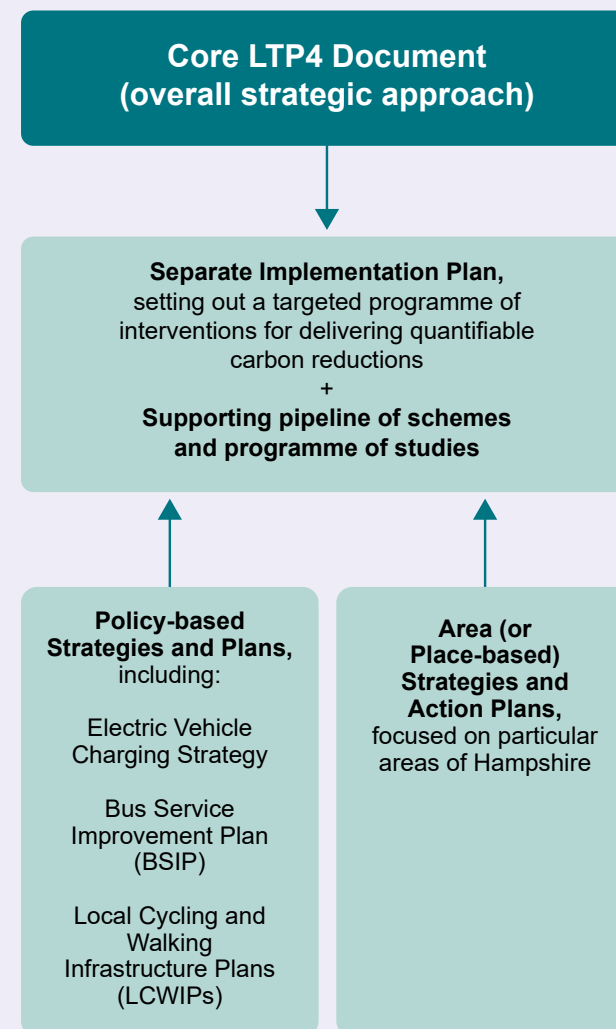 Core LTP4 Document
(overall strategic approach)
Separate Implementation Plan,
setting out a targeted programme of
interventions for delivering quantifiable
carbon reductions
+
Supporting pipeline of schemes
and programme of studies
Policy-based
Strategies and Plans,
including:
Electric Vehicle
Charging Strategy
Bus Service
Improvement Plan
(BSIP)
Local Cycling and
Walking
Infrastructure Plans
(LCWIPs)
Area (or
Place-based)
Strategies and
Action Plans,
focused on particular
areas of Hampshire